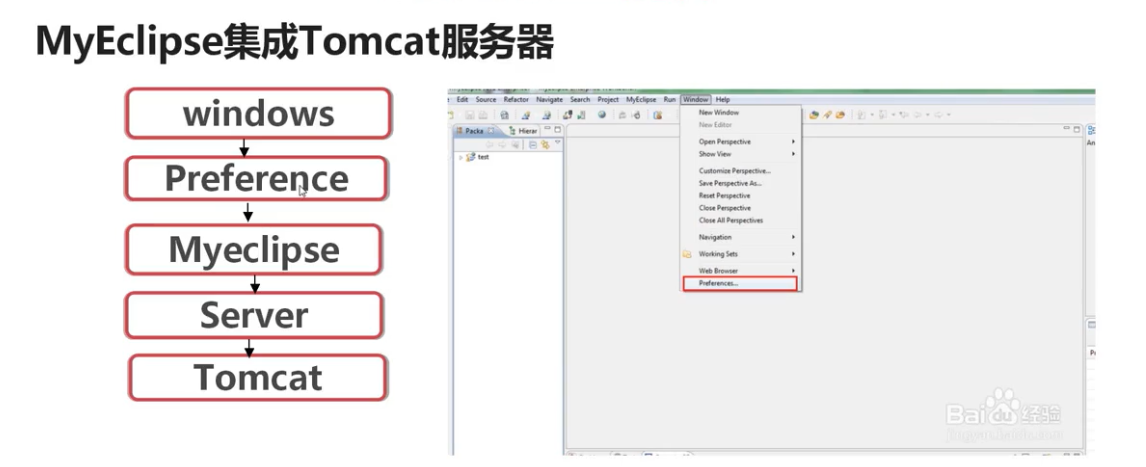 MyEclipse集成Tomcat服务器
windows
Preference
Myeclipse
Server
Tomcat
Edit Source Refactor Navigate Search Project MyEclipse Run Window Help
New Window
New Editor
Packa Hierar
Open Perspective
Show View
test
Customize Perspective...
Save Perspective As...
Reset Perspective
Close Perspective
Close All Perspectives
Navigation
Working Sets
Web Browser
Preferences...
Baidu经验
jingyan.baidu.com